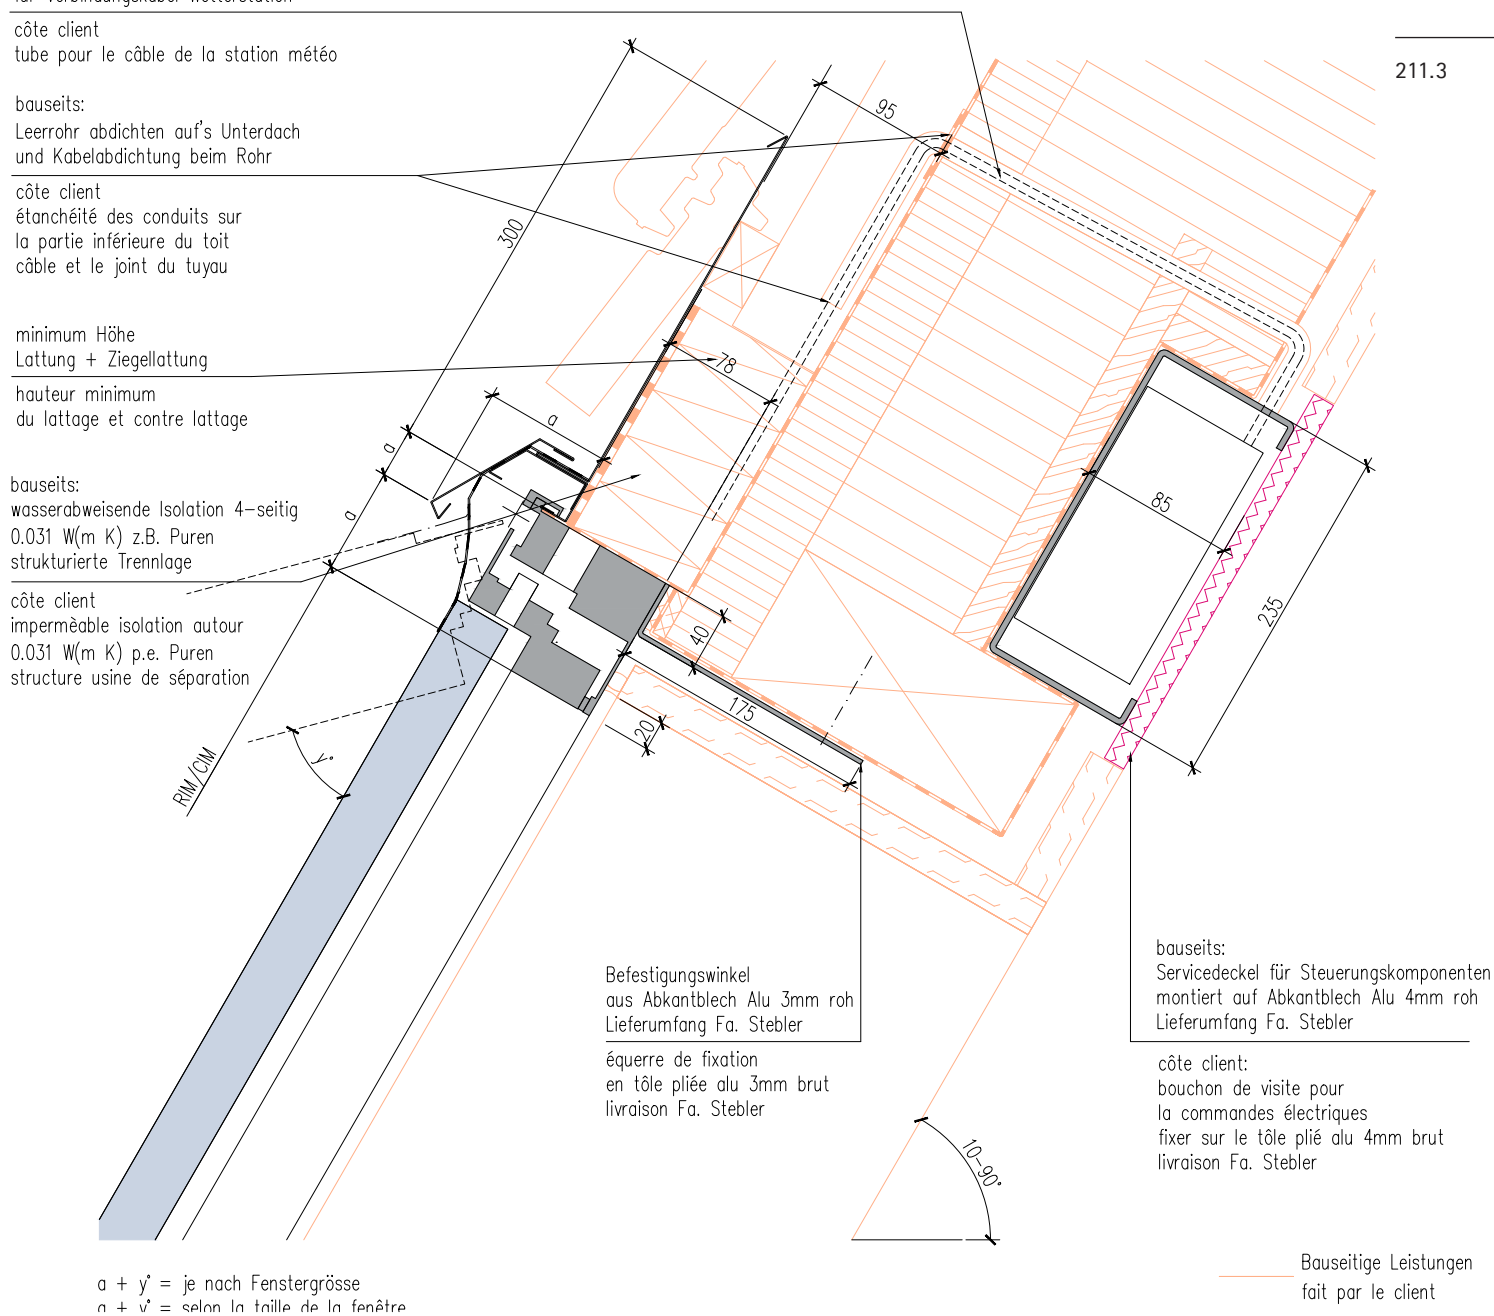 côte client
tube pour le câble de la station météo
bauseits:
Leerrohr abdichten auf's Unterdach
und Kabelabdichtung beim Rohr
côte client
étanchéité des conduits sur
la partie inférieure du toit
câble et le joint du tuyau
minimum Höhe
Lattung + Ziegellattung
hauteur minimum
du lattage et contre lattage
bauseits:
wasserabweisende Isolation 4-seitig
0.031 W(m K) z.B. Puren
strukturierte Trennlage
côte client
impermèable isolation autour
0.031 W(m K) p.e. Puren
structure usine de séparation
211.3
95
300
78
a
a
a
85
235
40
175
20
RIM/CIM
y°
Befestigungswinkel
aus Abkantblech Alu 3mm roh
Lieferumfang Fa. Stebler
équerre de fixation
en tôle pliée alu 3mm brut
livraison Fa. Stebler
bauseits:
Servicedeckel für Steuerungskomponenten
montiert auf Abkantblech Alu 4mm roh
Lieferumfang Fa. Stebler
côte client:
bouchon de visite pour
la commandes électriques
fixer sur le tôle plié alu 4mm brut
livraison Fa. Stebler
10-90°
a + y° = je nach Fenstergrösse
a + y° = selon la taille de la fenêtre
Bauseitige Leistungen
fait par le client